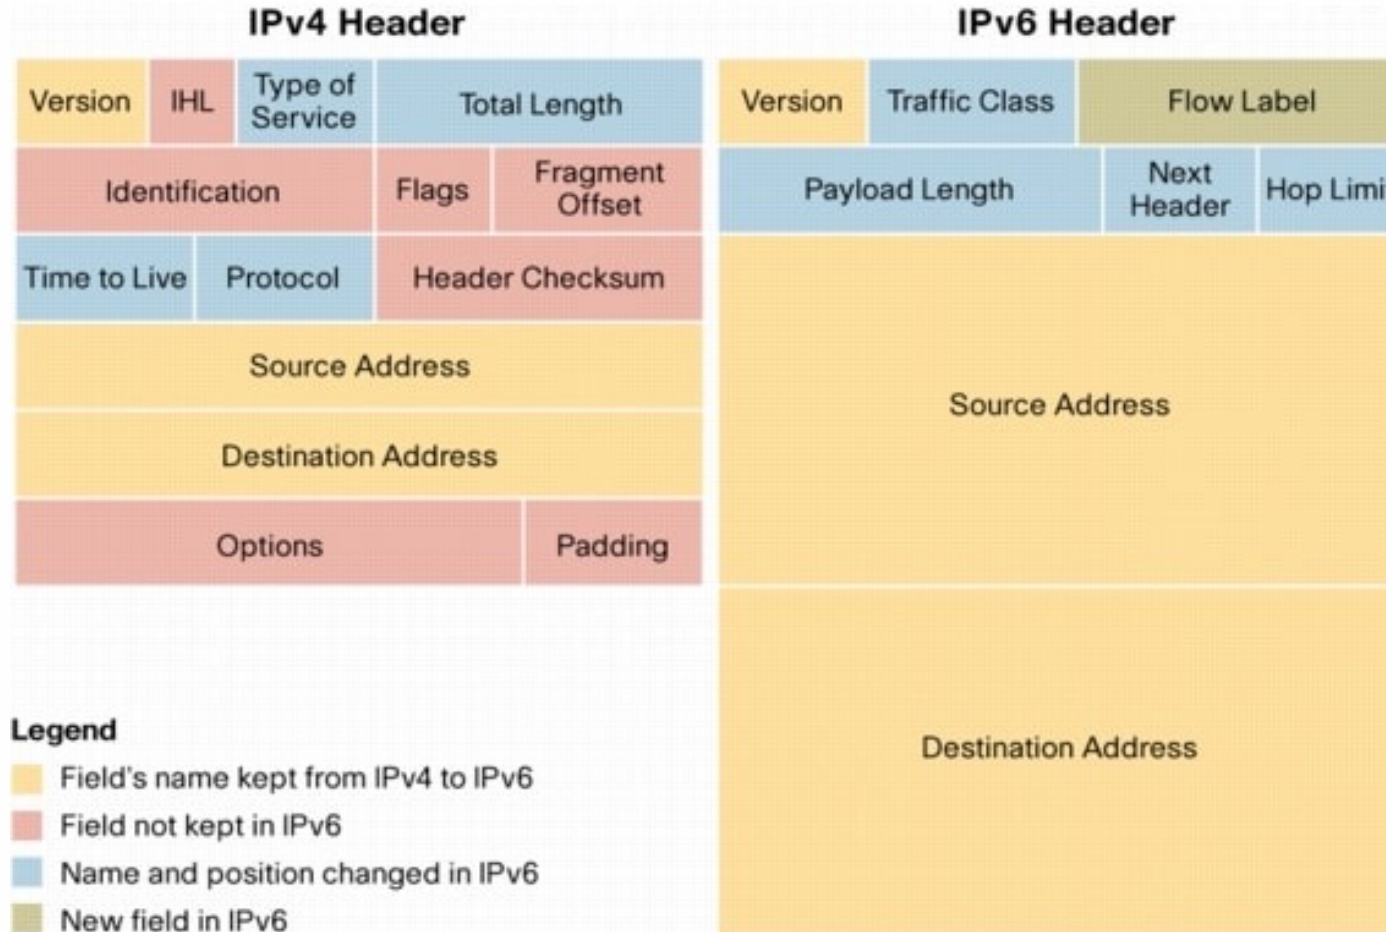 IPv4 Header
IPv6 Header
Version
IHL
Type of
Service
Total Length
Version
Traffic Class
Flow Label
Identification
Flags
Fragment
Offset
Payload Length
Next
Header
Hop Limi
Time to Live
Protocol
Header Checksum
Source Address
Source Address
Destination Address
Options
Padding
Destination Address
Legend
Field's name kept from IPv4 to IPv6
Field not kept in IPv6
Name and position changed in IPv6
New field in IPv6